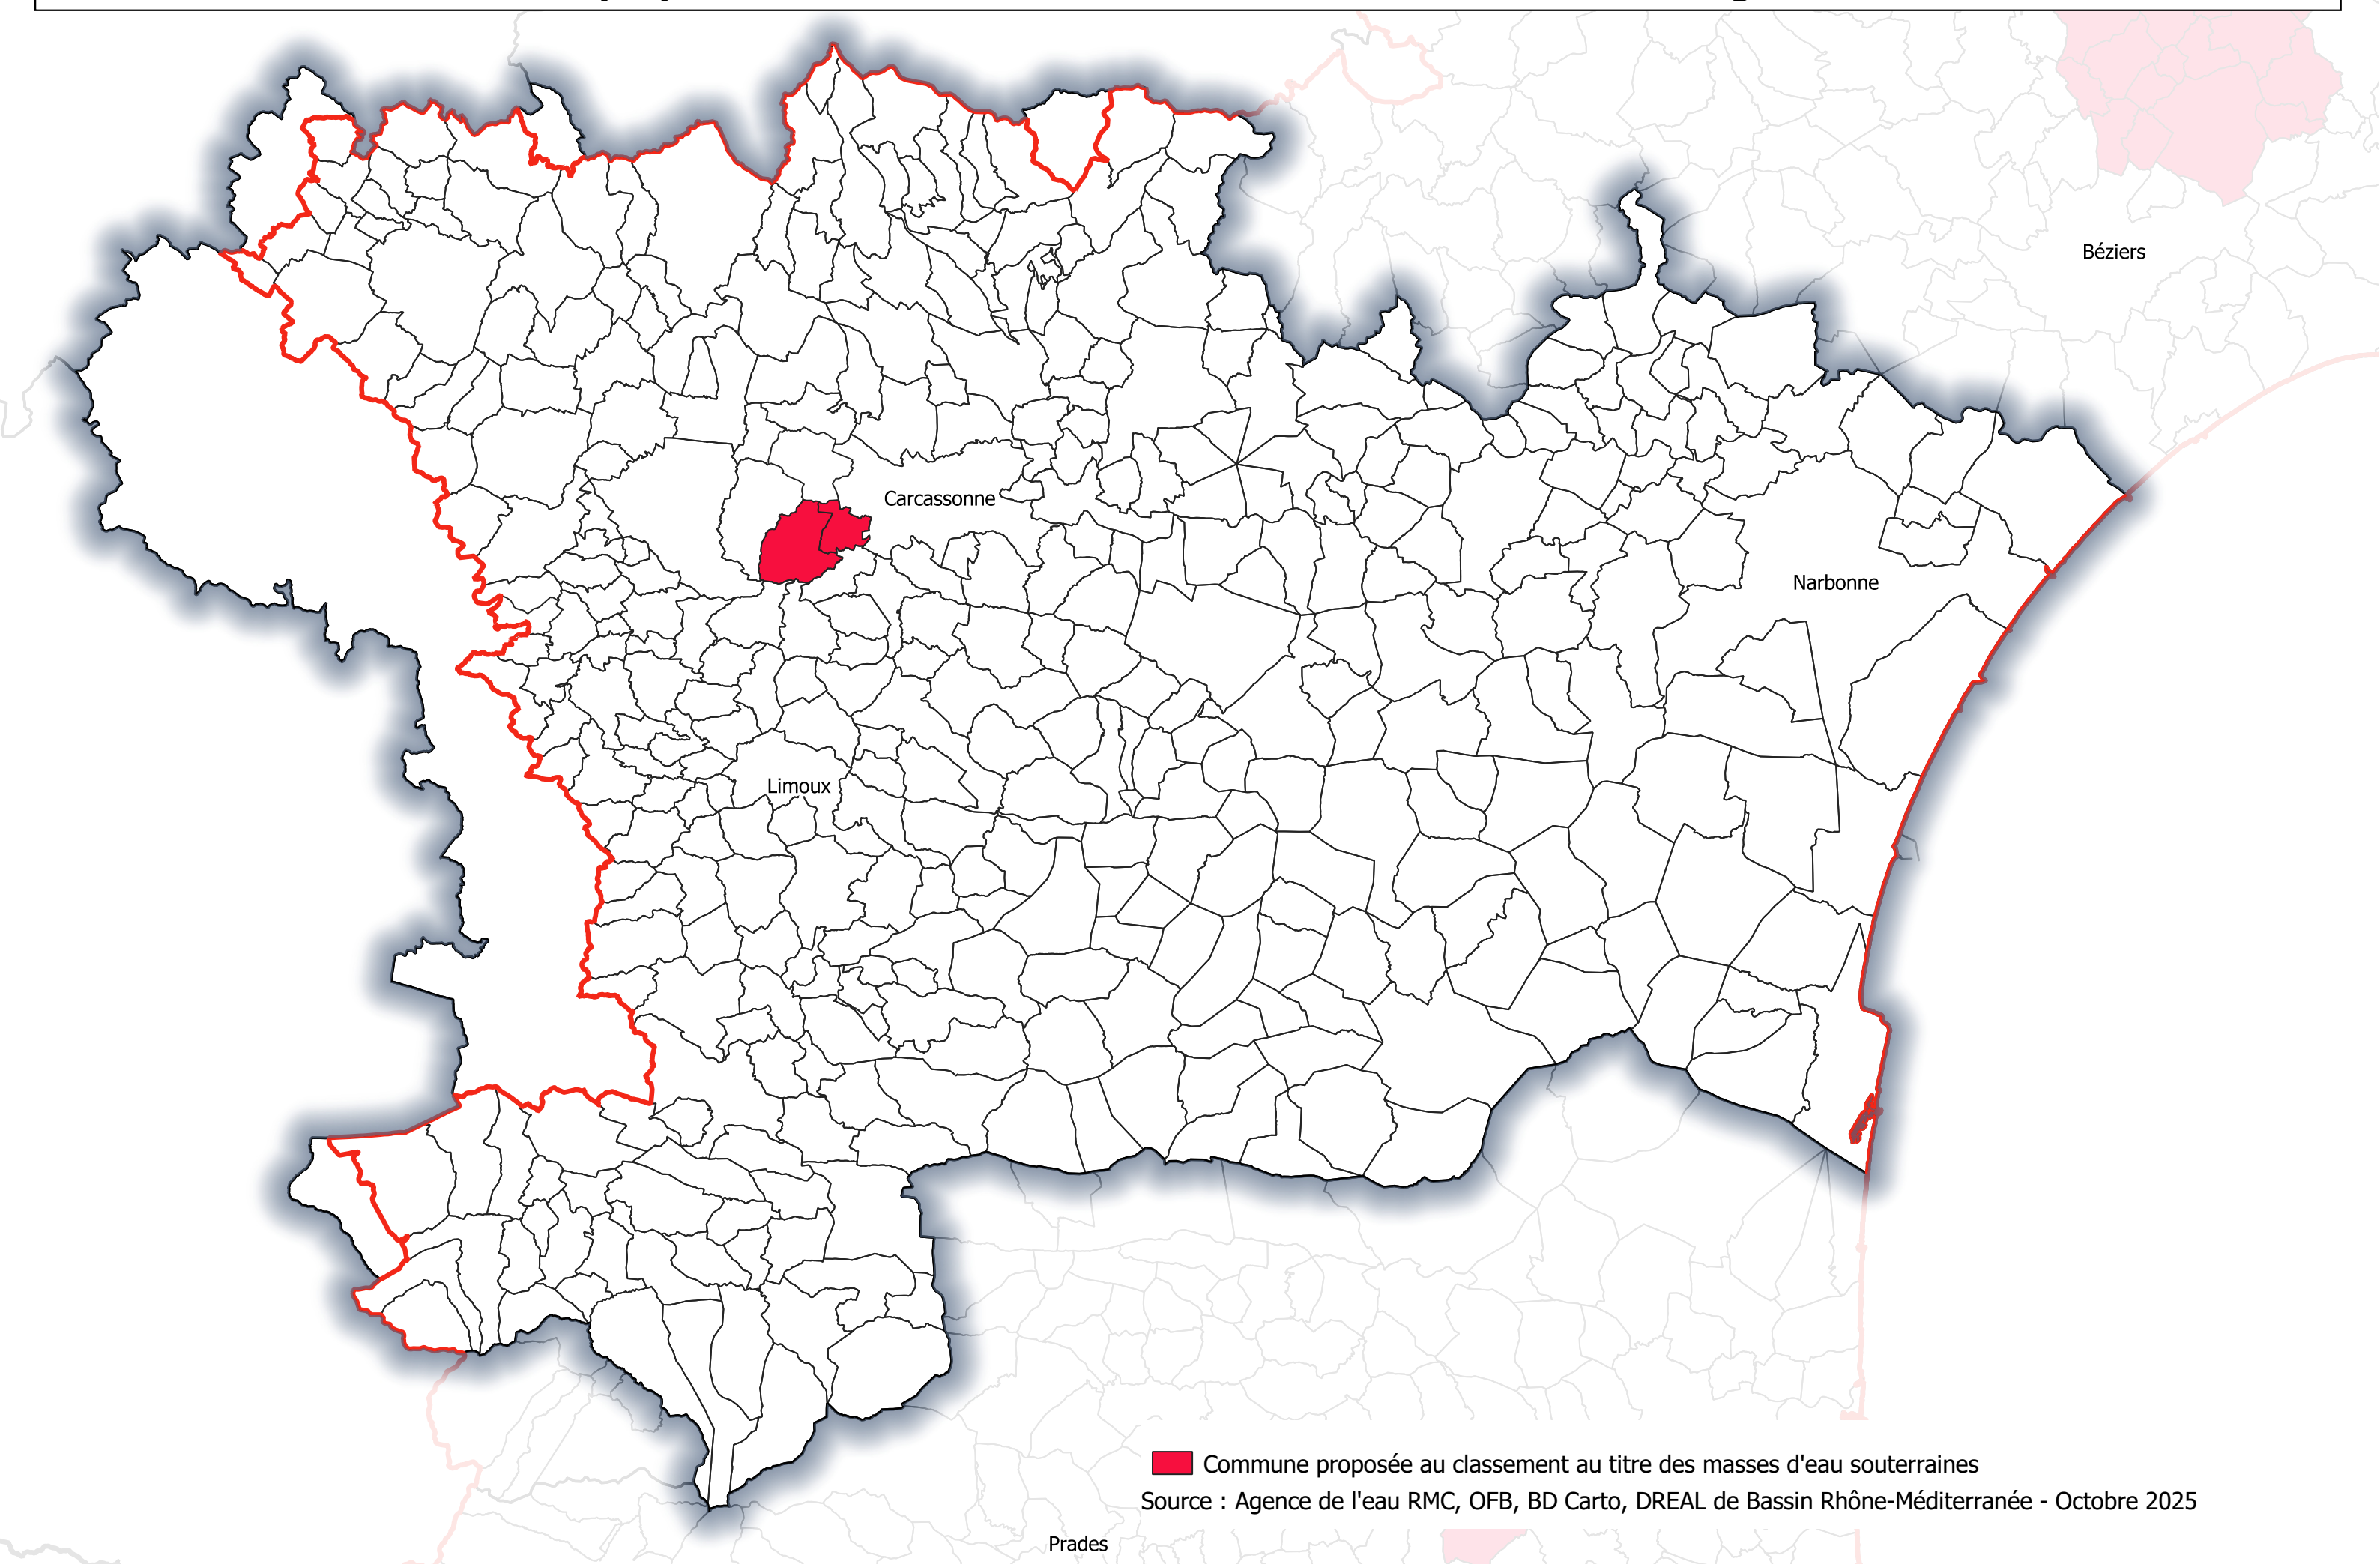 Béziers
Carcassonne
Narbonne
Limoux
Commune proposée au classement au titre des masses d'eau souterraines
Source : Agence de l'eau RMC, OFB, BD Carto, DREAL de Bassin Rhône-Méditerranée - Octobre 2025
Prades